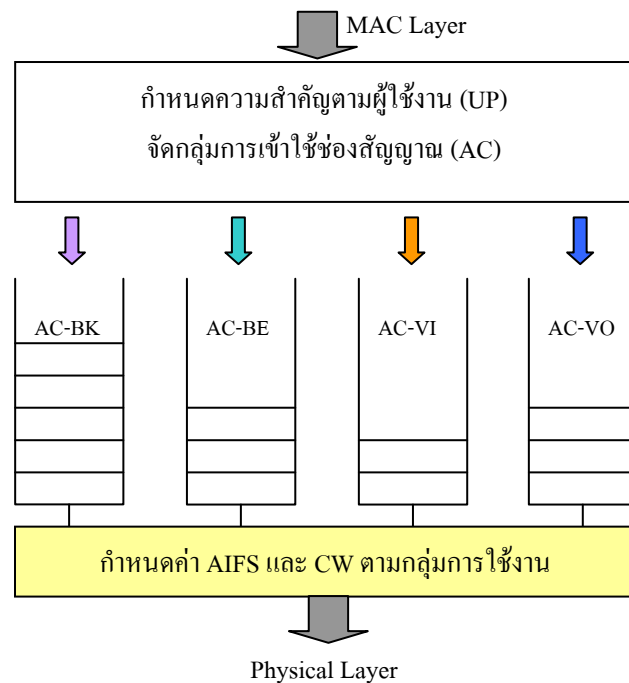 MAC Layer
กำหนดความสำคัญตามผู้ใช้งาน (UP)
จัดกลุ่มการเข้าใช้ช่องสัญญาณ (AC)
AC-BK
AC-BE
AC-VI
AC-VO
กำหนดค่า AIFS และ CW ตามกลุ่มการใช้งาน
Physical Layer